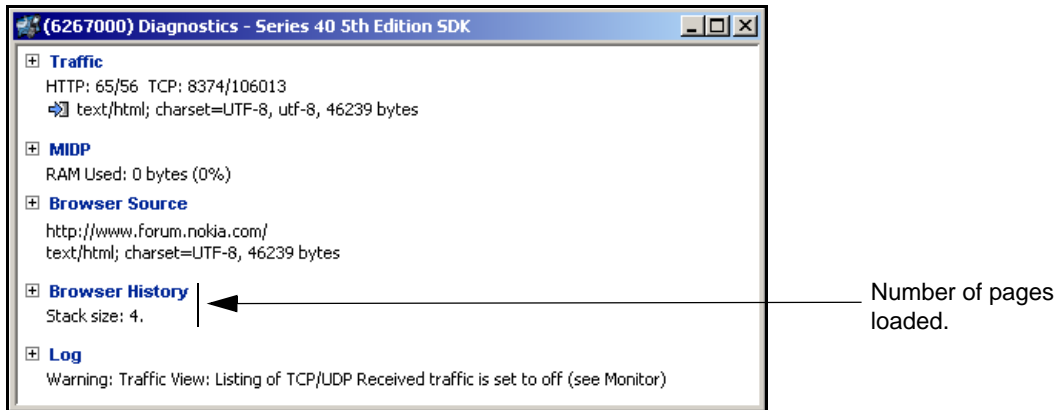 (6267000) Diagnostics - Series 40 5th Edition SDK
Traffic
HTTP: 65/56 TCP: 8374/106013
text/html; charset=UTF-8, utf-8, 46239 bytes
MIDP
RAM Used: 0 bytes (0%)
Browser Source
http://www.forum.nokia.com/
text/html; charset=UTF-8, 46239 bytes
Browser History
Stack size: 4.
Number of pages
loaded.
Log
Warning: Traffic View: Listing of TCP/UDP Received traffic is set to off (see Monitor)